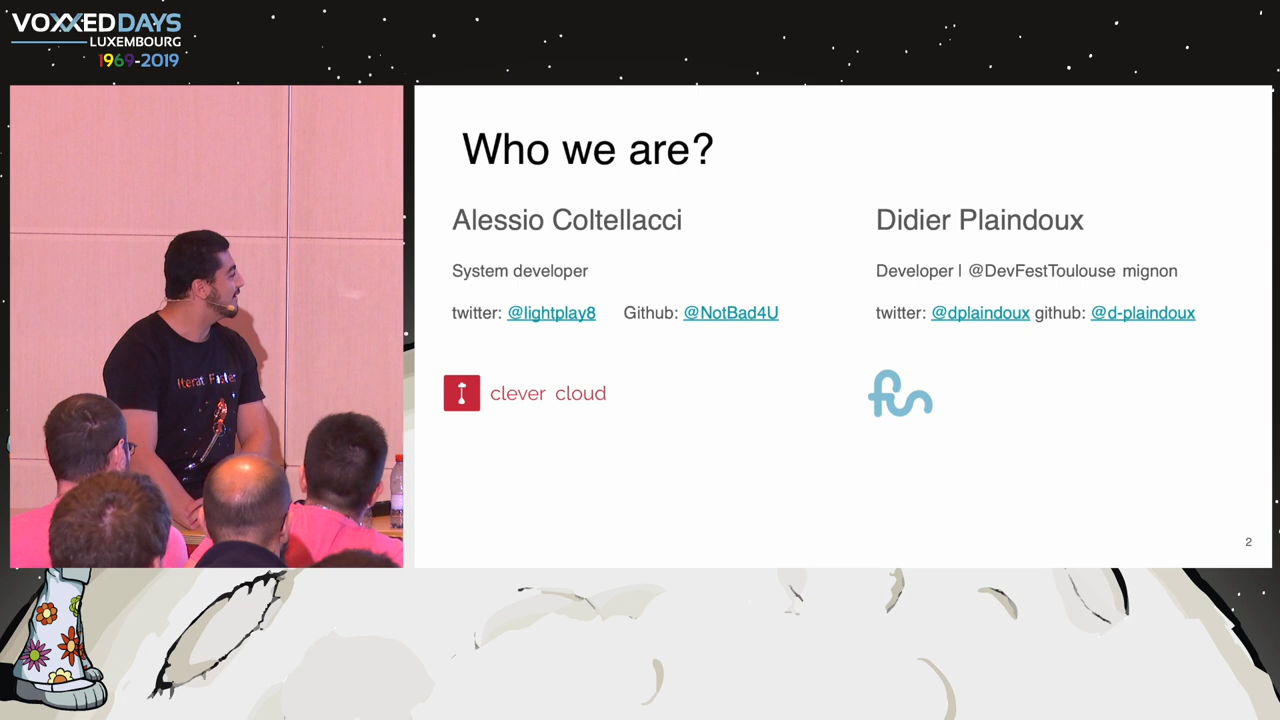 VOXXEDDAYS
LUXEMBOURG
1969-2019
Who we are?
Alessio Coltellacci
System developer
twitter: @lightplay8 Github: @NotBad4U
clever cloud
Didier Plaindoux
Developer | @DevFestToulouse mignon
twitter: @dplaindoux github: @d-plaindoux
fun
2